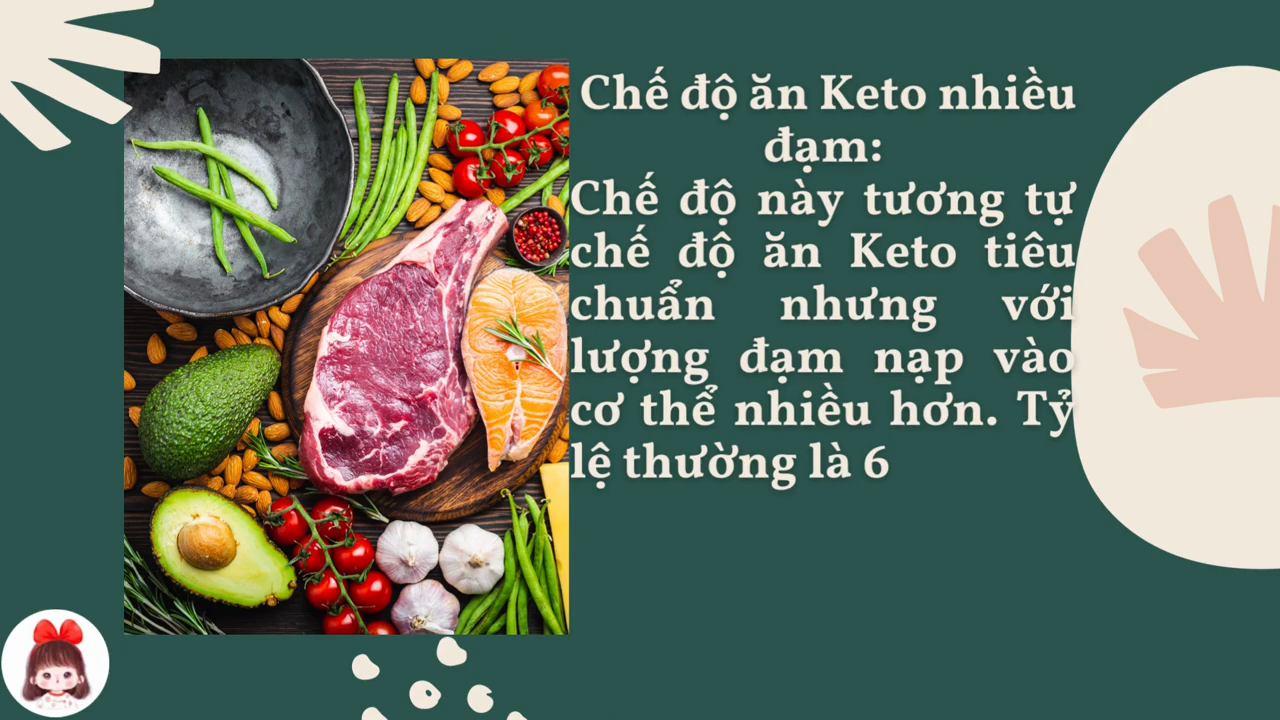 Chế độ ăn Keto nhiều
đạm:
Chế độ này tương tự
chế độ ăn Keto tiêu
chuẩn nhưng với
lượng đạm nạp vào
cơ thể nhiều hơn. Tỷ
lệ thường là 6